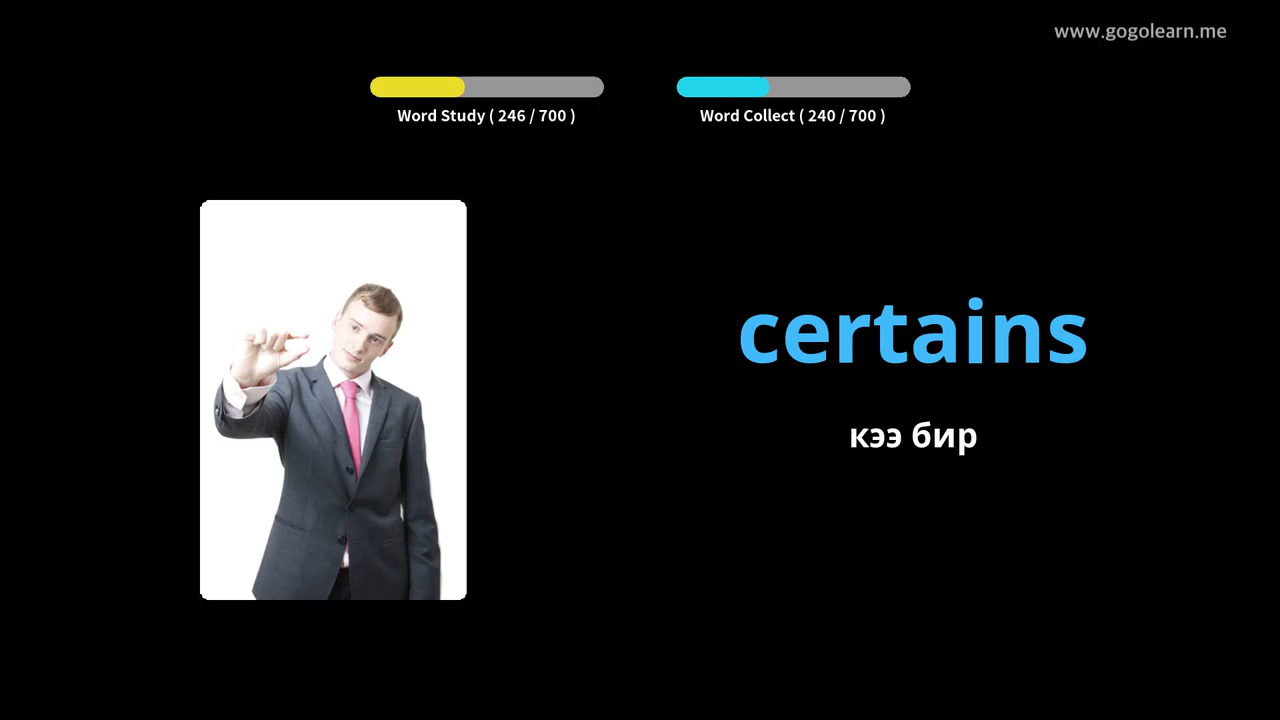 www.gogolearn.me
Word Study ( 246 / 700 )
Word Collect ( 240 / 700 )
certains
кээ бир